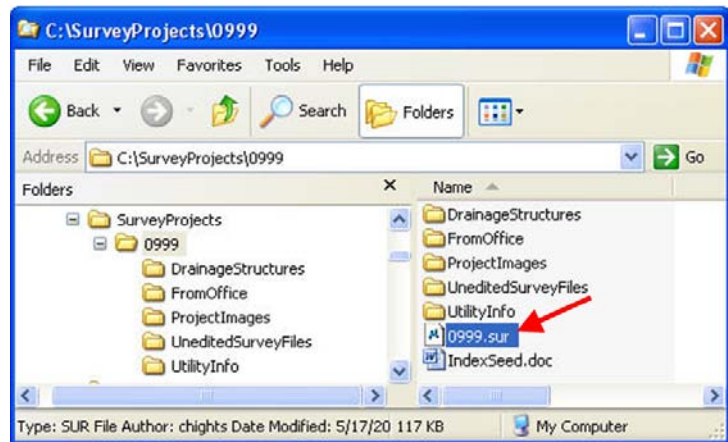 C:\SurveyProjects\0999
File Edit View Favorites Tools Help
Back Search Folders
Address C:\SurveyProjects\0999 Go
Folders × Name
SurveyProjects
0999
DrainageStructures
FromOffice
ProjectImages
UneditedSurveyFiles
UtilityInfo
DrainageStructures
FromOffice
ProjectImages
UneditedSurveyFiles
UtilityInfo
0999.sur
IndexSeed.doc
Type: SUR File Author: chights Date Modified: 5/17/20 117 KB My Computer